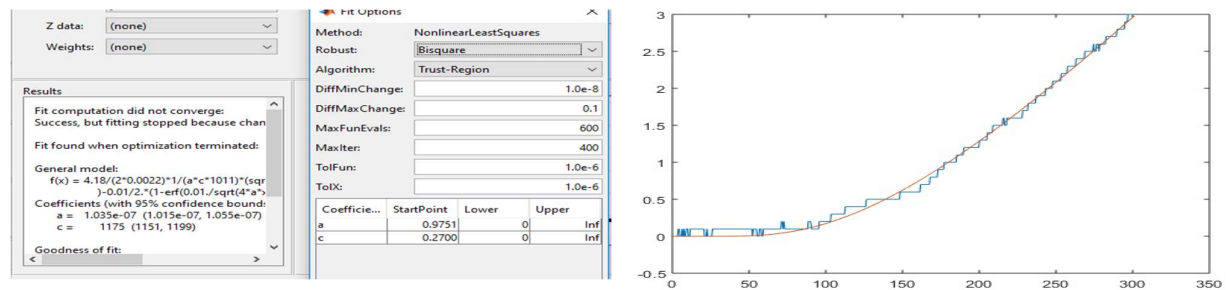 Fit Options
Z data: (none)
Weights: (none)
Method: NonlinearLeastSquares
Robust: Bisquare
Algorithm: Trust-Region
DiffMinChange: 1.0e-8
DiffMaxChange: 0.1
MaxFunEvals: 600
MaxIter: 400
TolFun: 1.0e-6
TolX: 1.0e-6
Coefficie... StartPoint Lower Upper
a 0.9751 0 Inf
c 0.2700 0 Inf
Results
Fit computation did not converge:
Success, but fitting stopped because chan
Fit found when optimization terminated:
General model:
f(x) = 4.18/(2*0.0022)*1/(a*c*1011)*(sqr
)-0.01/2.*(1-erf(0.01./sqrt(4*a*
Coefficients (with 95% confidence bound
a = 1.035e-07 (1.015e-07, 1.055e-07)
c = 1175 (1151, 1199)
Goodness of fit:
3
2.5
2
1.5
1
0.5
0
-0.5
0 50 100 150 200 250 300 350